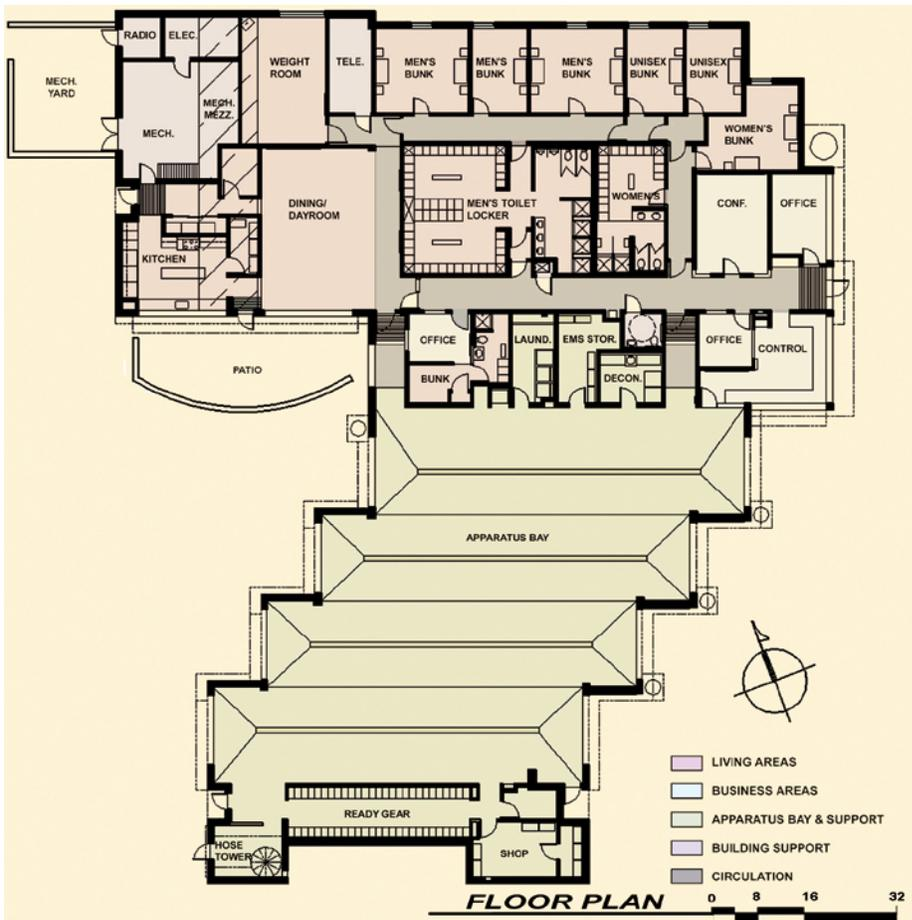 RADIO
ELEC.
MECH.
YARD
MECH.
MECH.
MEZZ.
WEIGHT
ROOM
TELE.
MEN'S
BUNK
MEN'S
BUNK
MEN'S
BUNK
UNISEX
BUNK
UNISEX
BUNK
WOMEN'S
BUNK
DINING/
DAYROOM
MEN'S TOILET
LOCKER
WOMEN'S
CONF.
OFFICE
KITCHEN
PATIO
OFFICE
BUNK
LAUND.
EMS STOR.
DECON.
OFFICE
CONTROL
APPARATUS BAY
READY GEAR
HOSE
TOWER
SHOP
LIVING AREAS
BUSINESS AREAS
APPARATUS BAY & SUPPORT
BUILDING SUPPORT
CIRCULATION
FLOOR PLAN
0 8 16 32